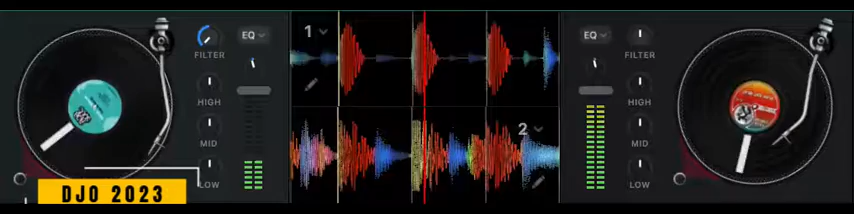 EQ
FILTER
HIGH
MID
LOW
1
2
EQ
FILTER
HIGH
MID
LOW
DJO 2023